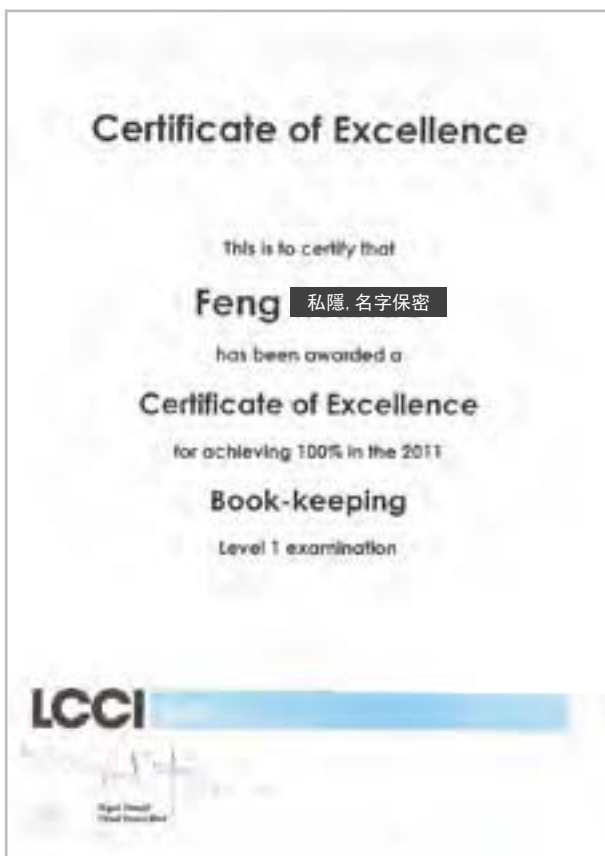 Certificate of Excellence
This is to certify that
Feng 私隱, 名字保密
has been awarded a
Certificate of Excellence
for achieving 100% in the 2011
Book-keeping
Level 1 examination
LCCI